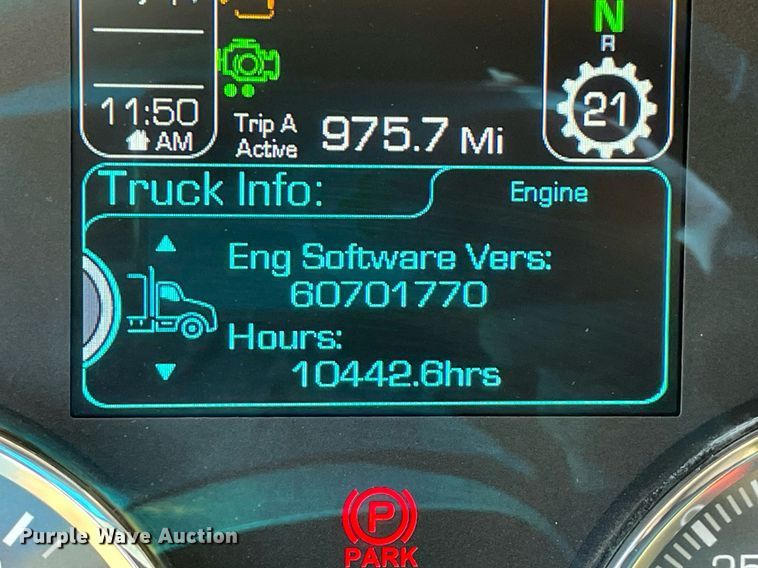 N
A
21
11:50
AM
Trip A
Active
975.7 Mi
Truck Info:
Engine
Eng Software Vers:
60701770
Hours:
10442.6hrs
P
PARK
Purple Wave Auction